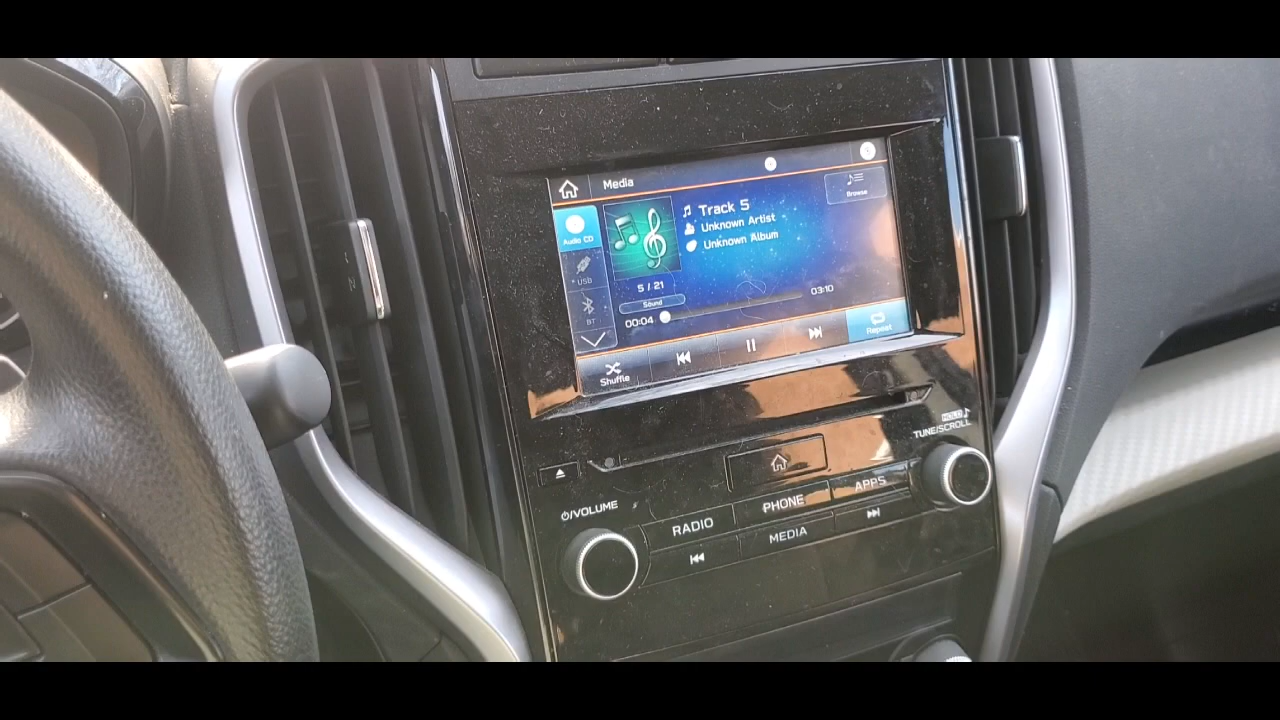 Media
Browse
Audio CD
Track 5
Unknown Artist
Unknown Album
USB
5 / 21
Sound
BT
00:04
03:10
Shuffle
Repeat
HOLD
TUNE/SCROLL
/VOLUME
RADIO
PHONE
APPS
MEDIA